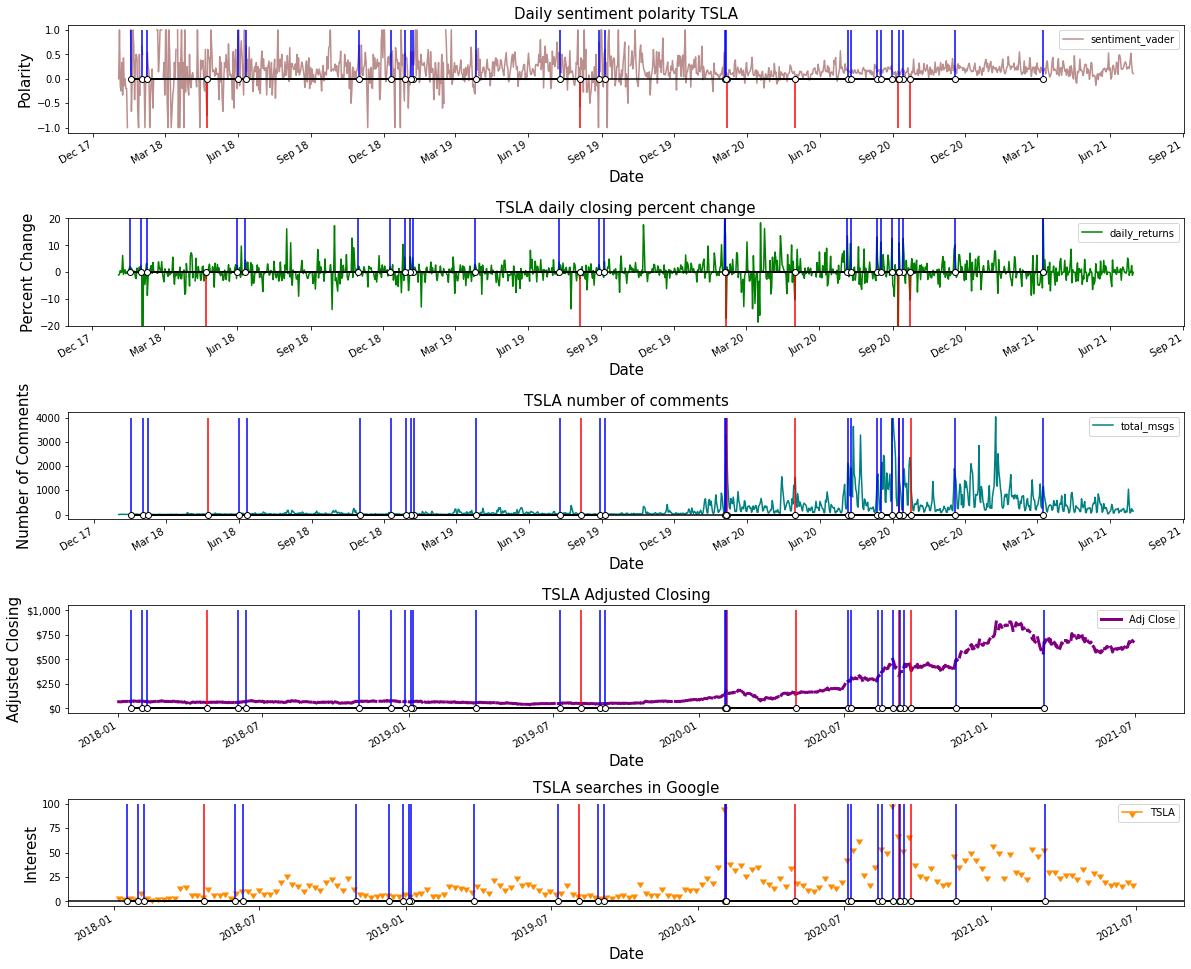 Daily sentiment polarity TSLA
sentiment_vader
Polarity
1.0
0.5
0.0
−0.5
−1.0
Dec 17 Mar 18 Jun 18 Sep 18 Dec 18 Mar 19 Jun 19 Sep 19 Dec 19 Mar 20 Jun 20 Sep 20 Dec 20 Mar 21 Jun 21 Sep 21
Date
TSLA daily closing percent change
daily_returns
Percent Change
20
10
0
−10
−20
Dec 17 Mar 18 Jun 18 Sep 18 Dec 18 Mar 19 Jun 19 Sep 19 Dec 19 Mar 20 Jun 20 Sep 20 Dec 20 Mar 21 Jun 21 Sep 21
Date
TSLA number of comments
total_msgs
Number of Comments
4000
3000
2000
1000
0
Dec 17 Mar 18 Jun 18 Sep 18 Dec 18 Mar 19 Jun 19 Sep 19 Dec 19 Mar 20 Jun 20 Sep 20 Dec 20 Mar 21 Jun 21 Sep 21
Date
TSLA Adjusted Closing
Adj Close
Adjusted Closing
$1,000
$750
$500
$250
$0
2018-01 2018-07 2019-01 2019-07 2020-01 2020-07 2021-01 2021-07
Date
TSLA searches in Google
TSLA
Interest
100
75
50
25
0
2018-01 2018-07 2019-01 2019-07 2020-01 2020-07 2021-01 2021-07
Date